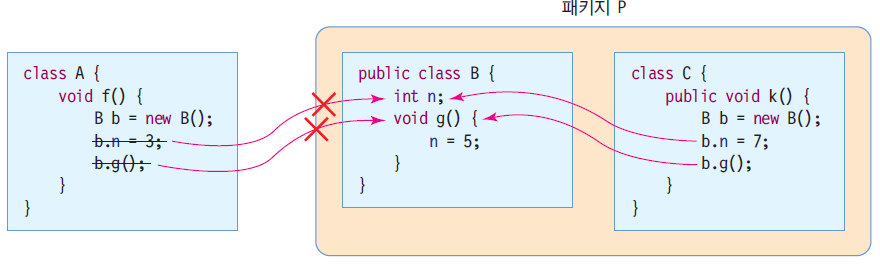 패키지 P
class A {
void f() {
B b = new B();
b.n = 3;
b.g();
}
}
public class B {
int n;
void g() {
n = 5;
}
}
class C {
public void k() {
B b = new B();
b.n = 7;
b.g();
}
}